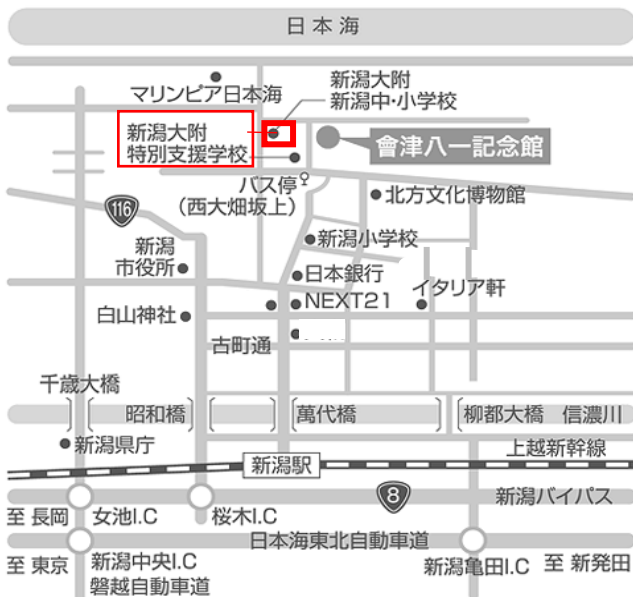 日本海
マリンピア日本海
新潟大附
新潟中・小学校
新潟大附
特別支援学校
會津八一記念館
バス停
(西大畑坂上)
北方文化博物館
116
新潟小学校
新潟
市役所
日本銀行
イタリア軒
NEXT21
白山神社
古町通
千歳大橋
昭和橋
萬代橋
柳都大橋 信濃川
新潟県庁
上越新幹線
新潟駅
8
新潟バイパス
至 長岡
女池I.C
桜木I.C
日本海東北自動車道
至 東京
新潟中央I.C
新潟亀田I.C
至 新発田
磐越自動車道